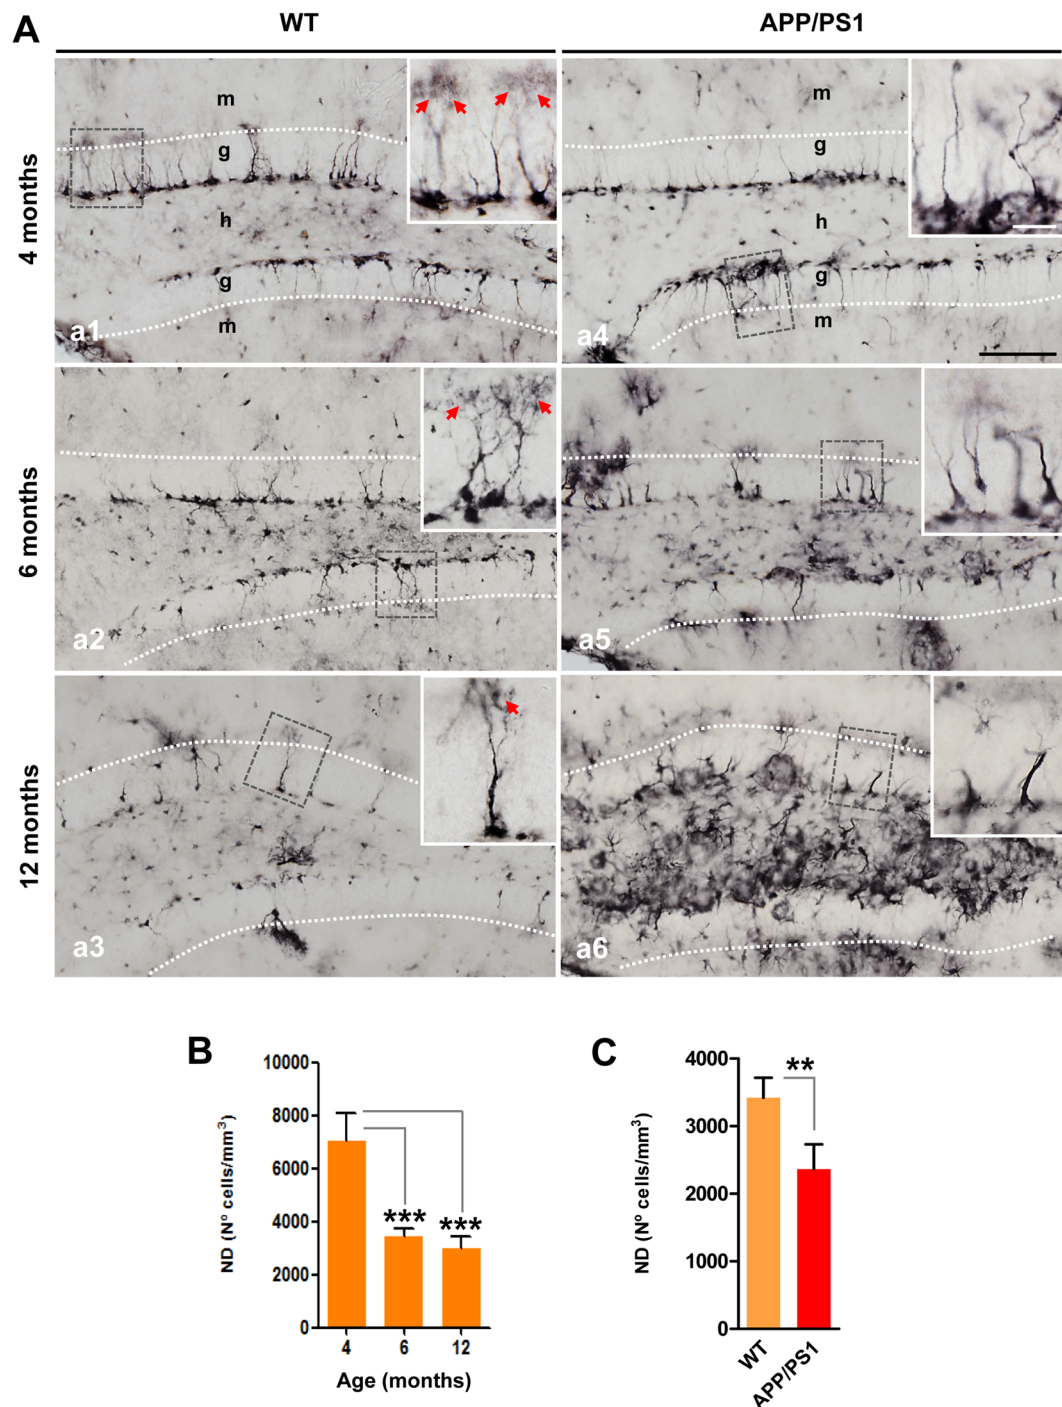 A
WT
APP/PS1
4 months
m
g
h
g
m
a1
m
g
h
g
m
a4
6 months
a2
a5
12 months
a3
a6
B
10000
8000
6000
4000
2000
0
ND (Nº cells/mm³)
***
***
4
6
12
Age (months)
C
4000
3000
2000
1000
0
ND (Nº cells/mm³)
**
WT
APP/PS1